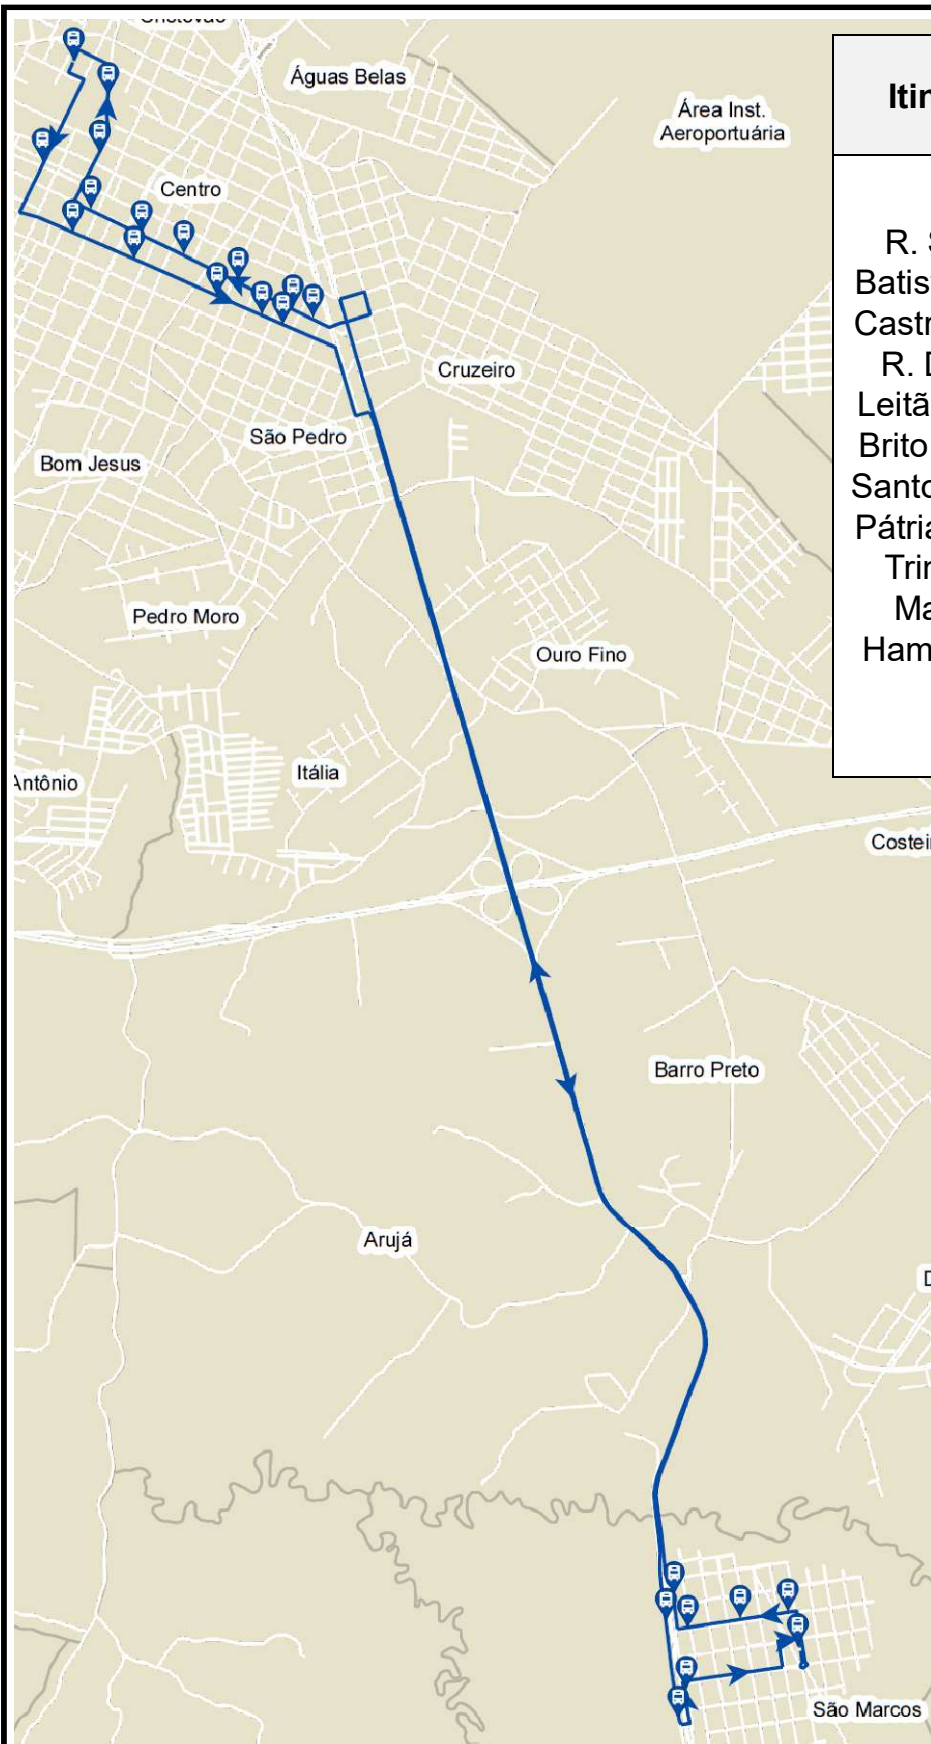 Águas Belas
Área Inst.
Aeroportuária
Centro
Cruzeiro
São Pedro
Bom Jesus
Pedro Moro
Ouro Fino
Itália
Antônio
Barro Preto
Arujá
São Marcos
Itin
R. S
Batis
Castr
R. D
Leitã
Brito
Santo
Pátria
Trin
Ma
Ham
Costei
D